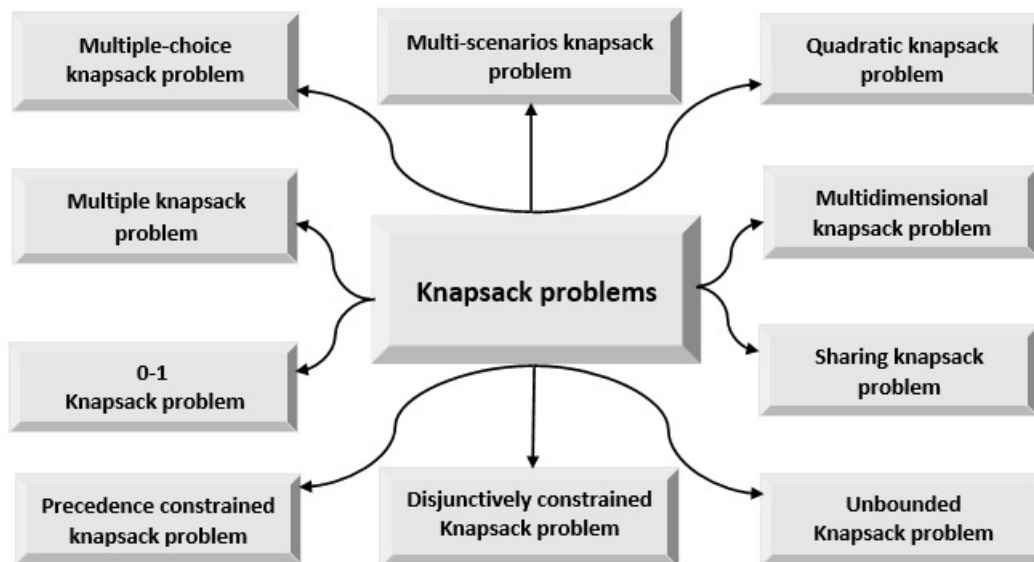 Multiple-choice
knapsack problem
Multi-scenarios knapsack
problem
Quadratic knapsack
problem
Multiple knapsack
problem
Multidimensional
knapsack problem
Knapsack problems
0-1
Knapsack problem
Sharing knapsack
problem
Precedence constrained
knapsack problem
Disjunctively constrained
Knapsack problem
Unbounded
Knapsack problem